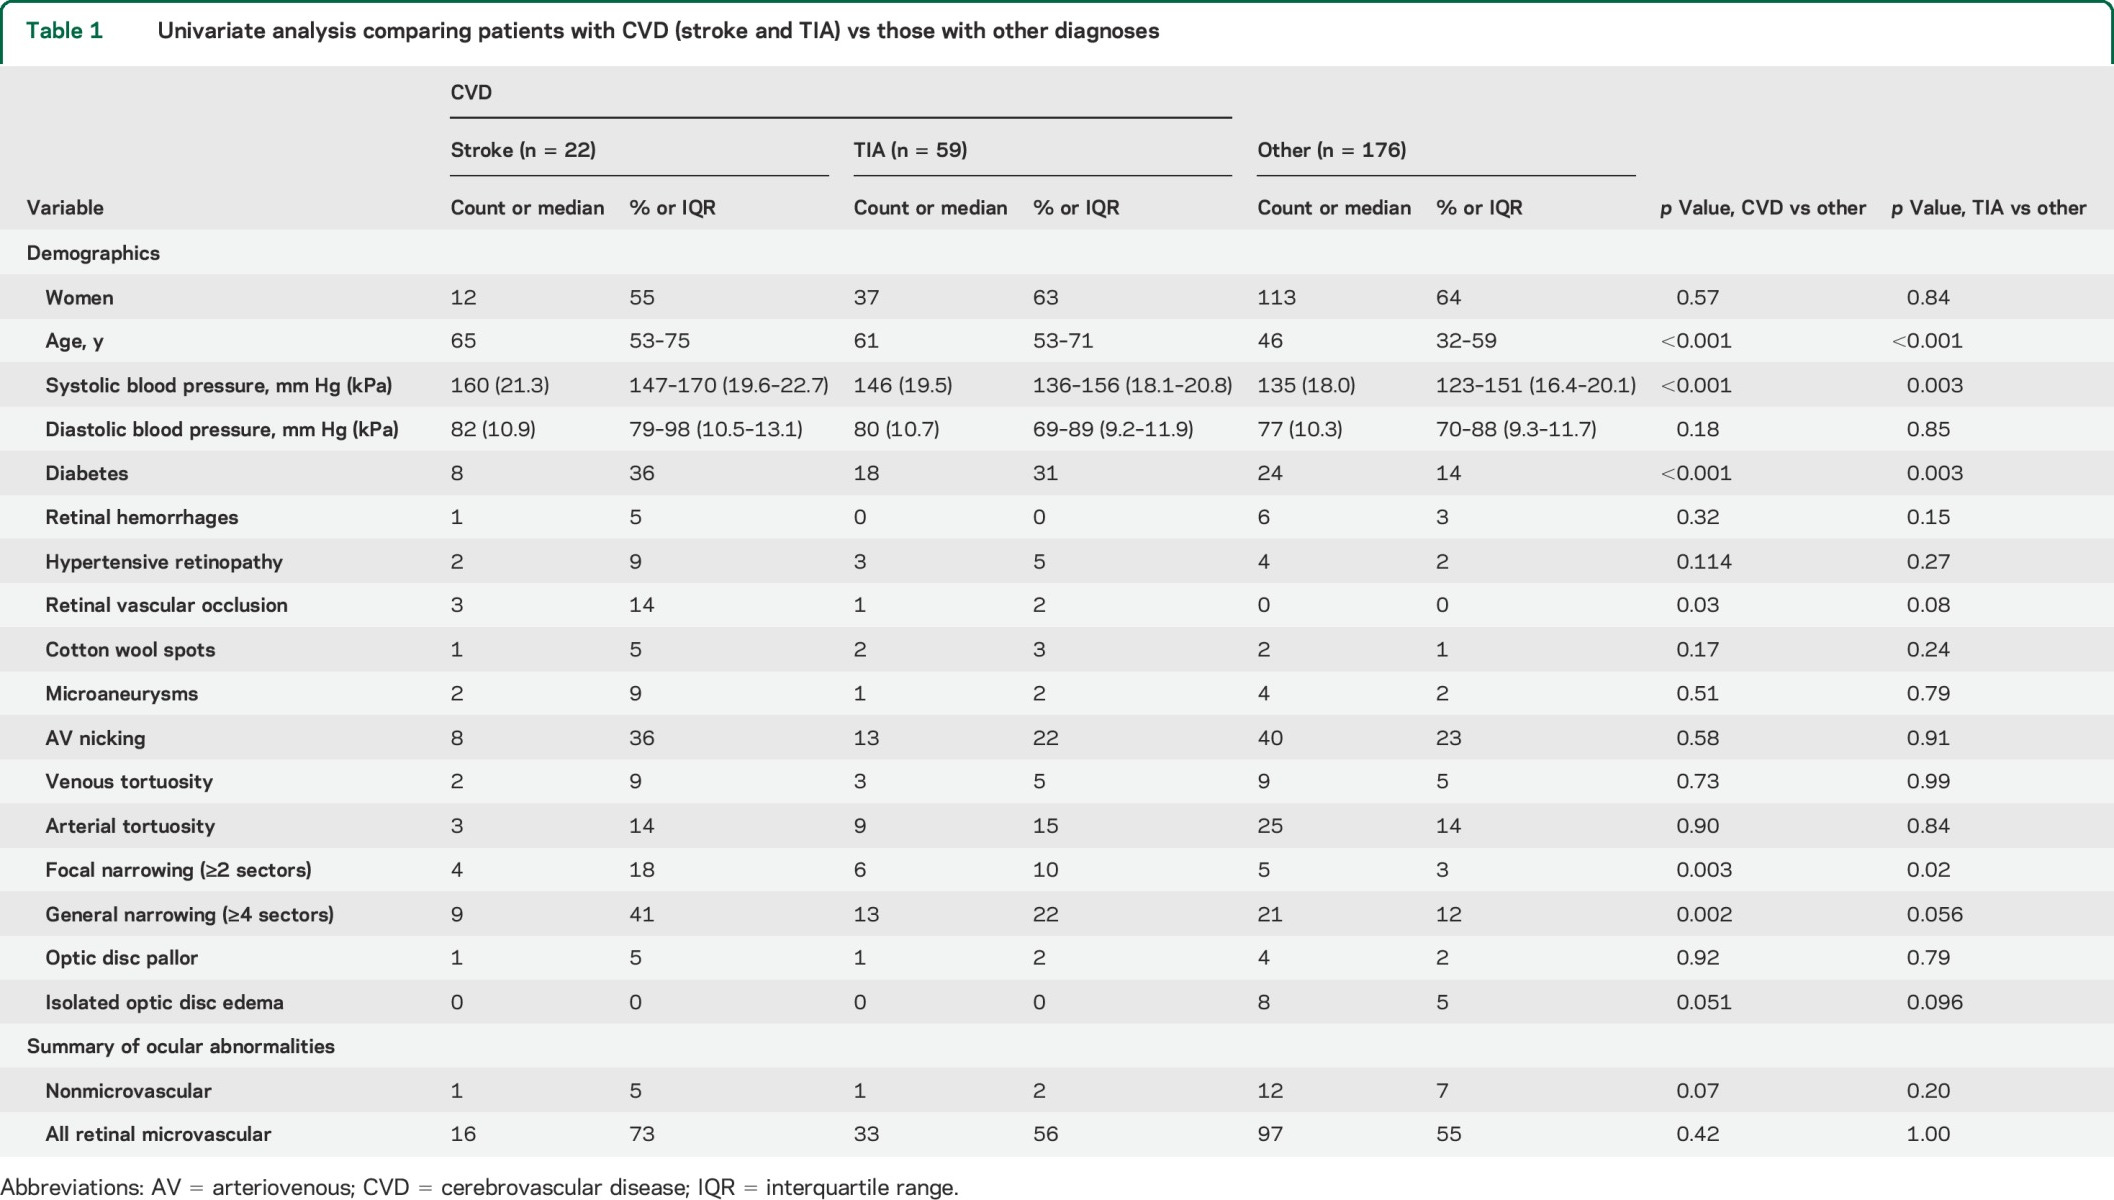 Table 1 Univariate analysis comparing patients with CVD (stroke and TIA) vs those with other diagnoses
CVD
Stroke (n = 22) TIA (n = 59) Other (n = 176)
Variable Count or median % or IQR Count or median % or IQR Count or median % or IQR p Value, CVD vs other p Value, TIA vs other
Demographics
Women 12 55 37 63 113 64 0.57 0.84
Age, y 65 53–75 61 53–71 46 32–59 <0.001 <0.001
Systolic blood pressure, mm Hg (kPa) 160 (21.3) 147–170 (19.6–22.7) 146 (19.5) 136–156 (18.1–20.8) 135 (18.0) 123–151 (16.4–20.1) <0.001 0.003
Diastolic blood pressure, mm Hg (kPa) 82 (10.9) 79–98 (10.5–13.1) 80 (10.7) 69–89 (9.2–11.9) 77 (10.3) 70–88 (9.3–11.7) 0.18 0.85
Diabetes 8 36 18 31 24 14 <0.001 0.003
Retinal hemorrhages 1 5 0 0 6 3 0.32 0.15
Hypertensive retinopathy 2 9 3 5 4 2 0.114 0.27
Retinal vascular occlusion 3 14 1 2 0 0 0.03 0.08
Cotton wool spots 1 5 2 3 2 1 0.17 0.24
Microaneurysms 2 9 1 2 4 2 0.51 0.79
AV nicking 8 36 13 22 40 23 0.58 0.91
Venous tortuosity 2 9 3 5 9 5 0.73 0.99
Arterial tortuosity 3 14 9 15 25 14 0.90 0.84
Focal narrowing (≥2 sectors) 4 18 6 10 5 3 0.003 0.02
General narrowing (≥4 sectors) 9 41 13 22 21 12 0.002 0.056
Optic disc pallor 1 5 1 2 4 2 0.92 0.79
Isolated optic disc edema 0 0 0 0 8 5 0.051 0.096
Summary of ocular abnormalities
Nonmicrovascular 1 5 1 2 12 7 0.07 0.20
All retinal microvascular 16 73 33 56 97 55 0.42 1.00
Abbreviations: AV = arteriovenous; CVD = cerebrovascular disease; IQR = interquartile range.